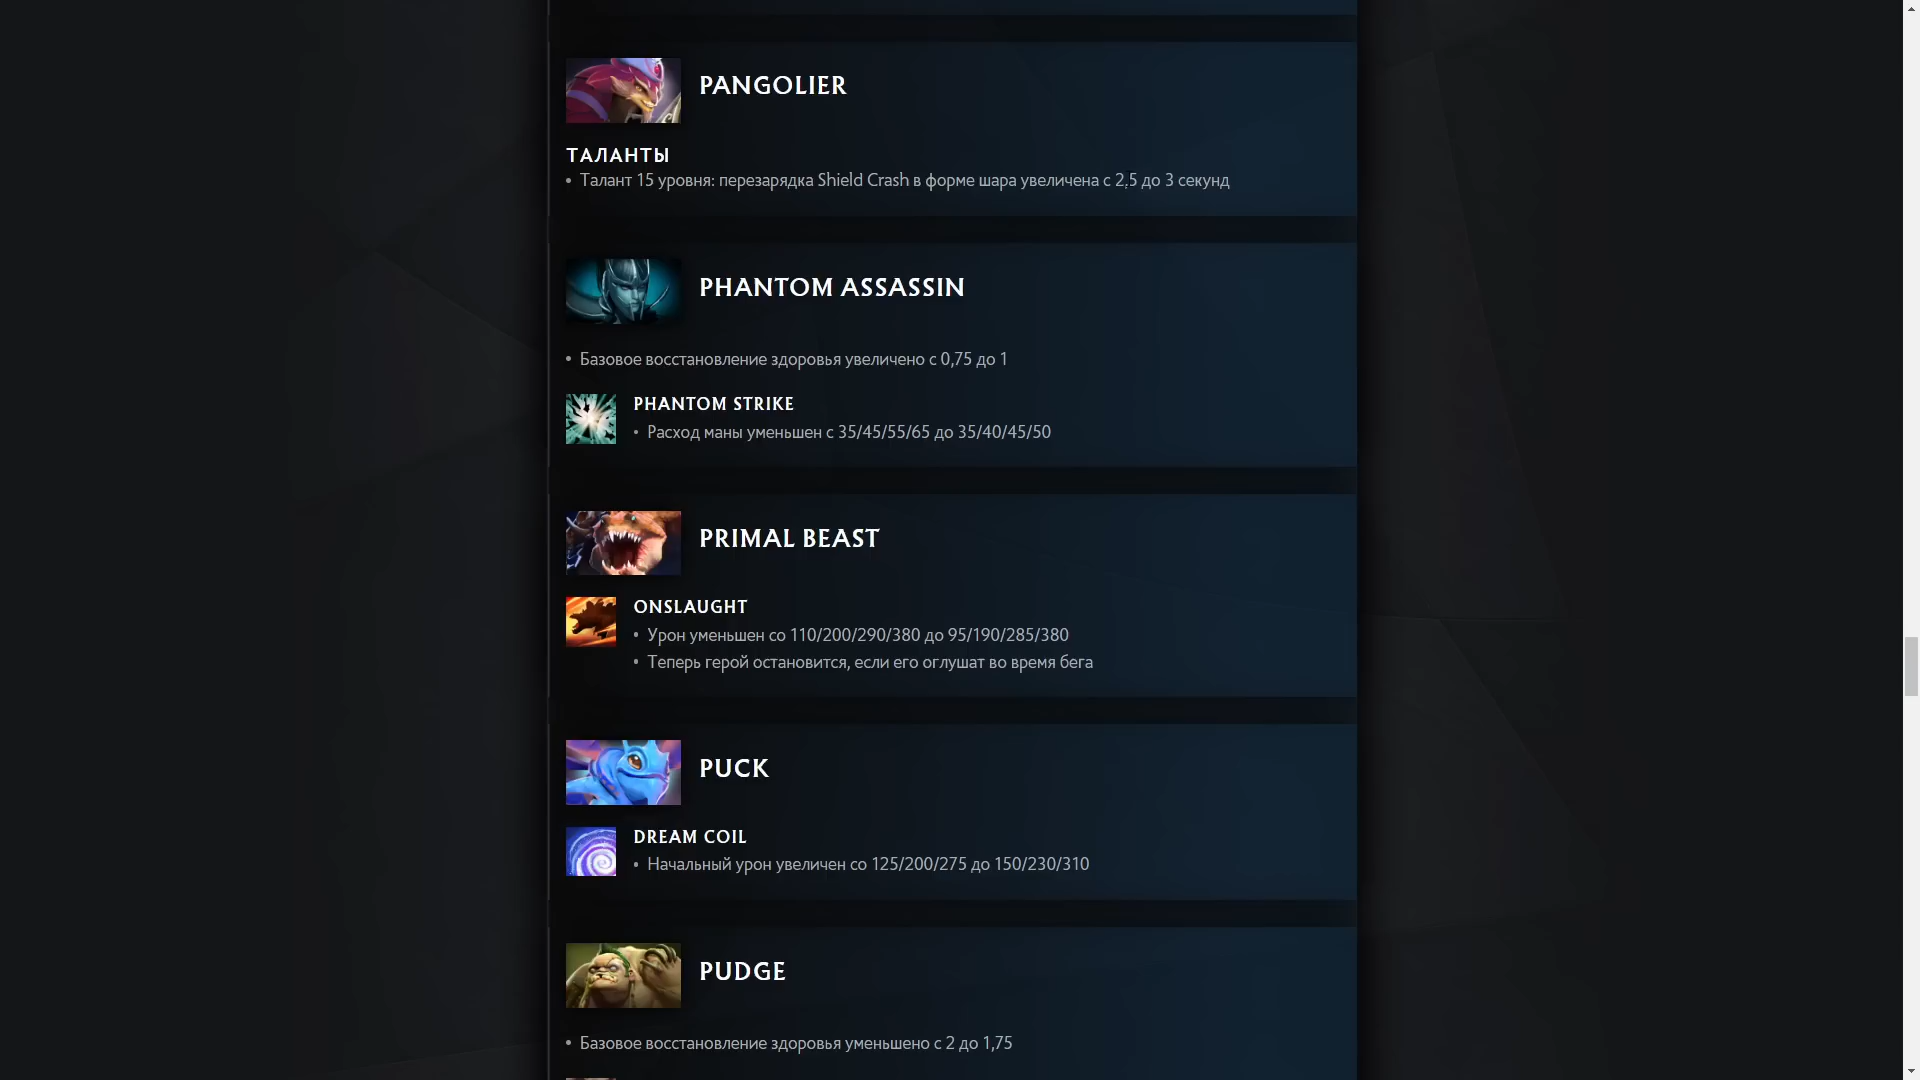 PANGOLIER
ТАЛАНТЫ
• Талант 15 уровня: перезарядка Shield Crash в форме шара увеличена с 2,5 до 3 секунд
PHANTOM ASSASSIN
• Базовое восстановление здоровья увеличено с 0,75 до 1
PHANTOM STRIKE
• Расход маны уменьшен с 35/45/55/65 до 35/40/45/50
PRIMAL BEAST
ONSLAUGHT
• Урон уменьшен со 110/200/290/380 до 95/190/285/380
• Теперь герой остановится, если его оглушат во время бега
PUCK
DREAM COIL
• Начальный урон увеличен со 125/200/275 до 150/230/310
PUDGE
• Базовое восстановление здоровья уменьшено с 2 до 1,75